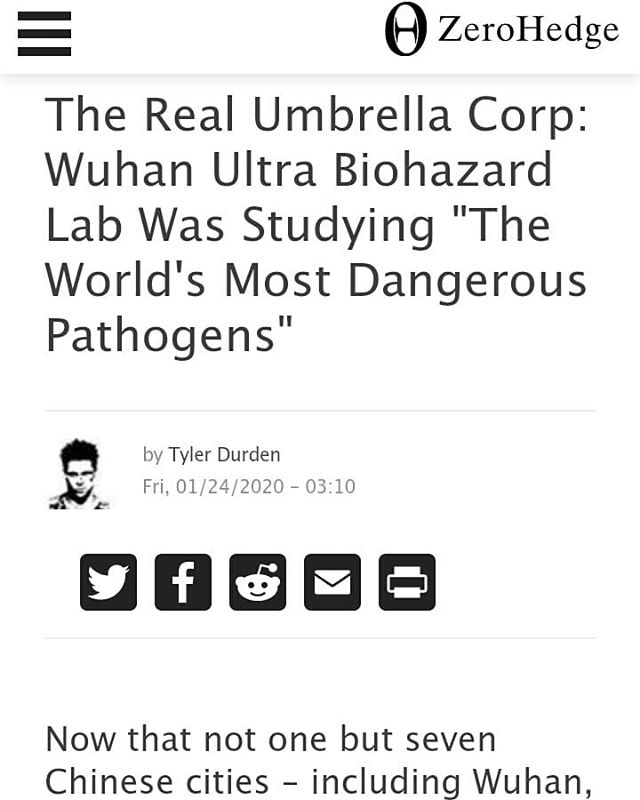 ZeroHedge
The Real Umbrella Corp:
Wuhan Ultra Biohazard
Lab Was Studying "The
World's Most Dangerous
Pathogens"
by Tyler Durden
Fri, 01/24/2020 - 03:10
Now that not one but seven
Chinese cities – including Wuhan,